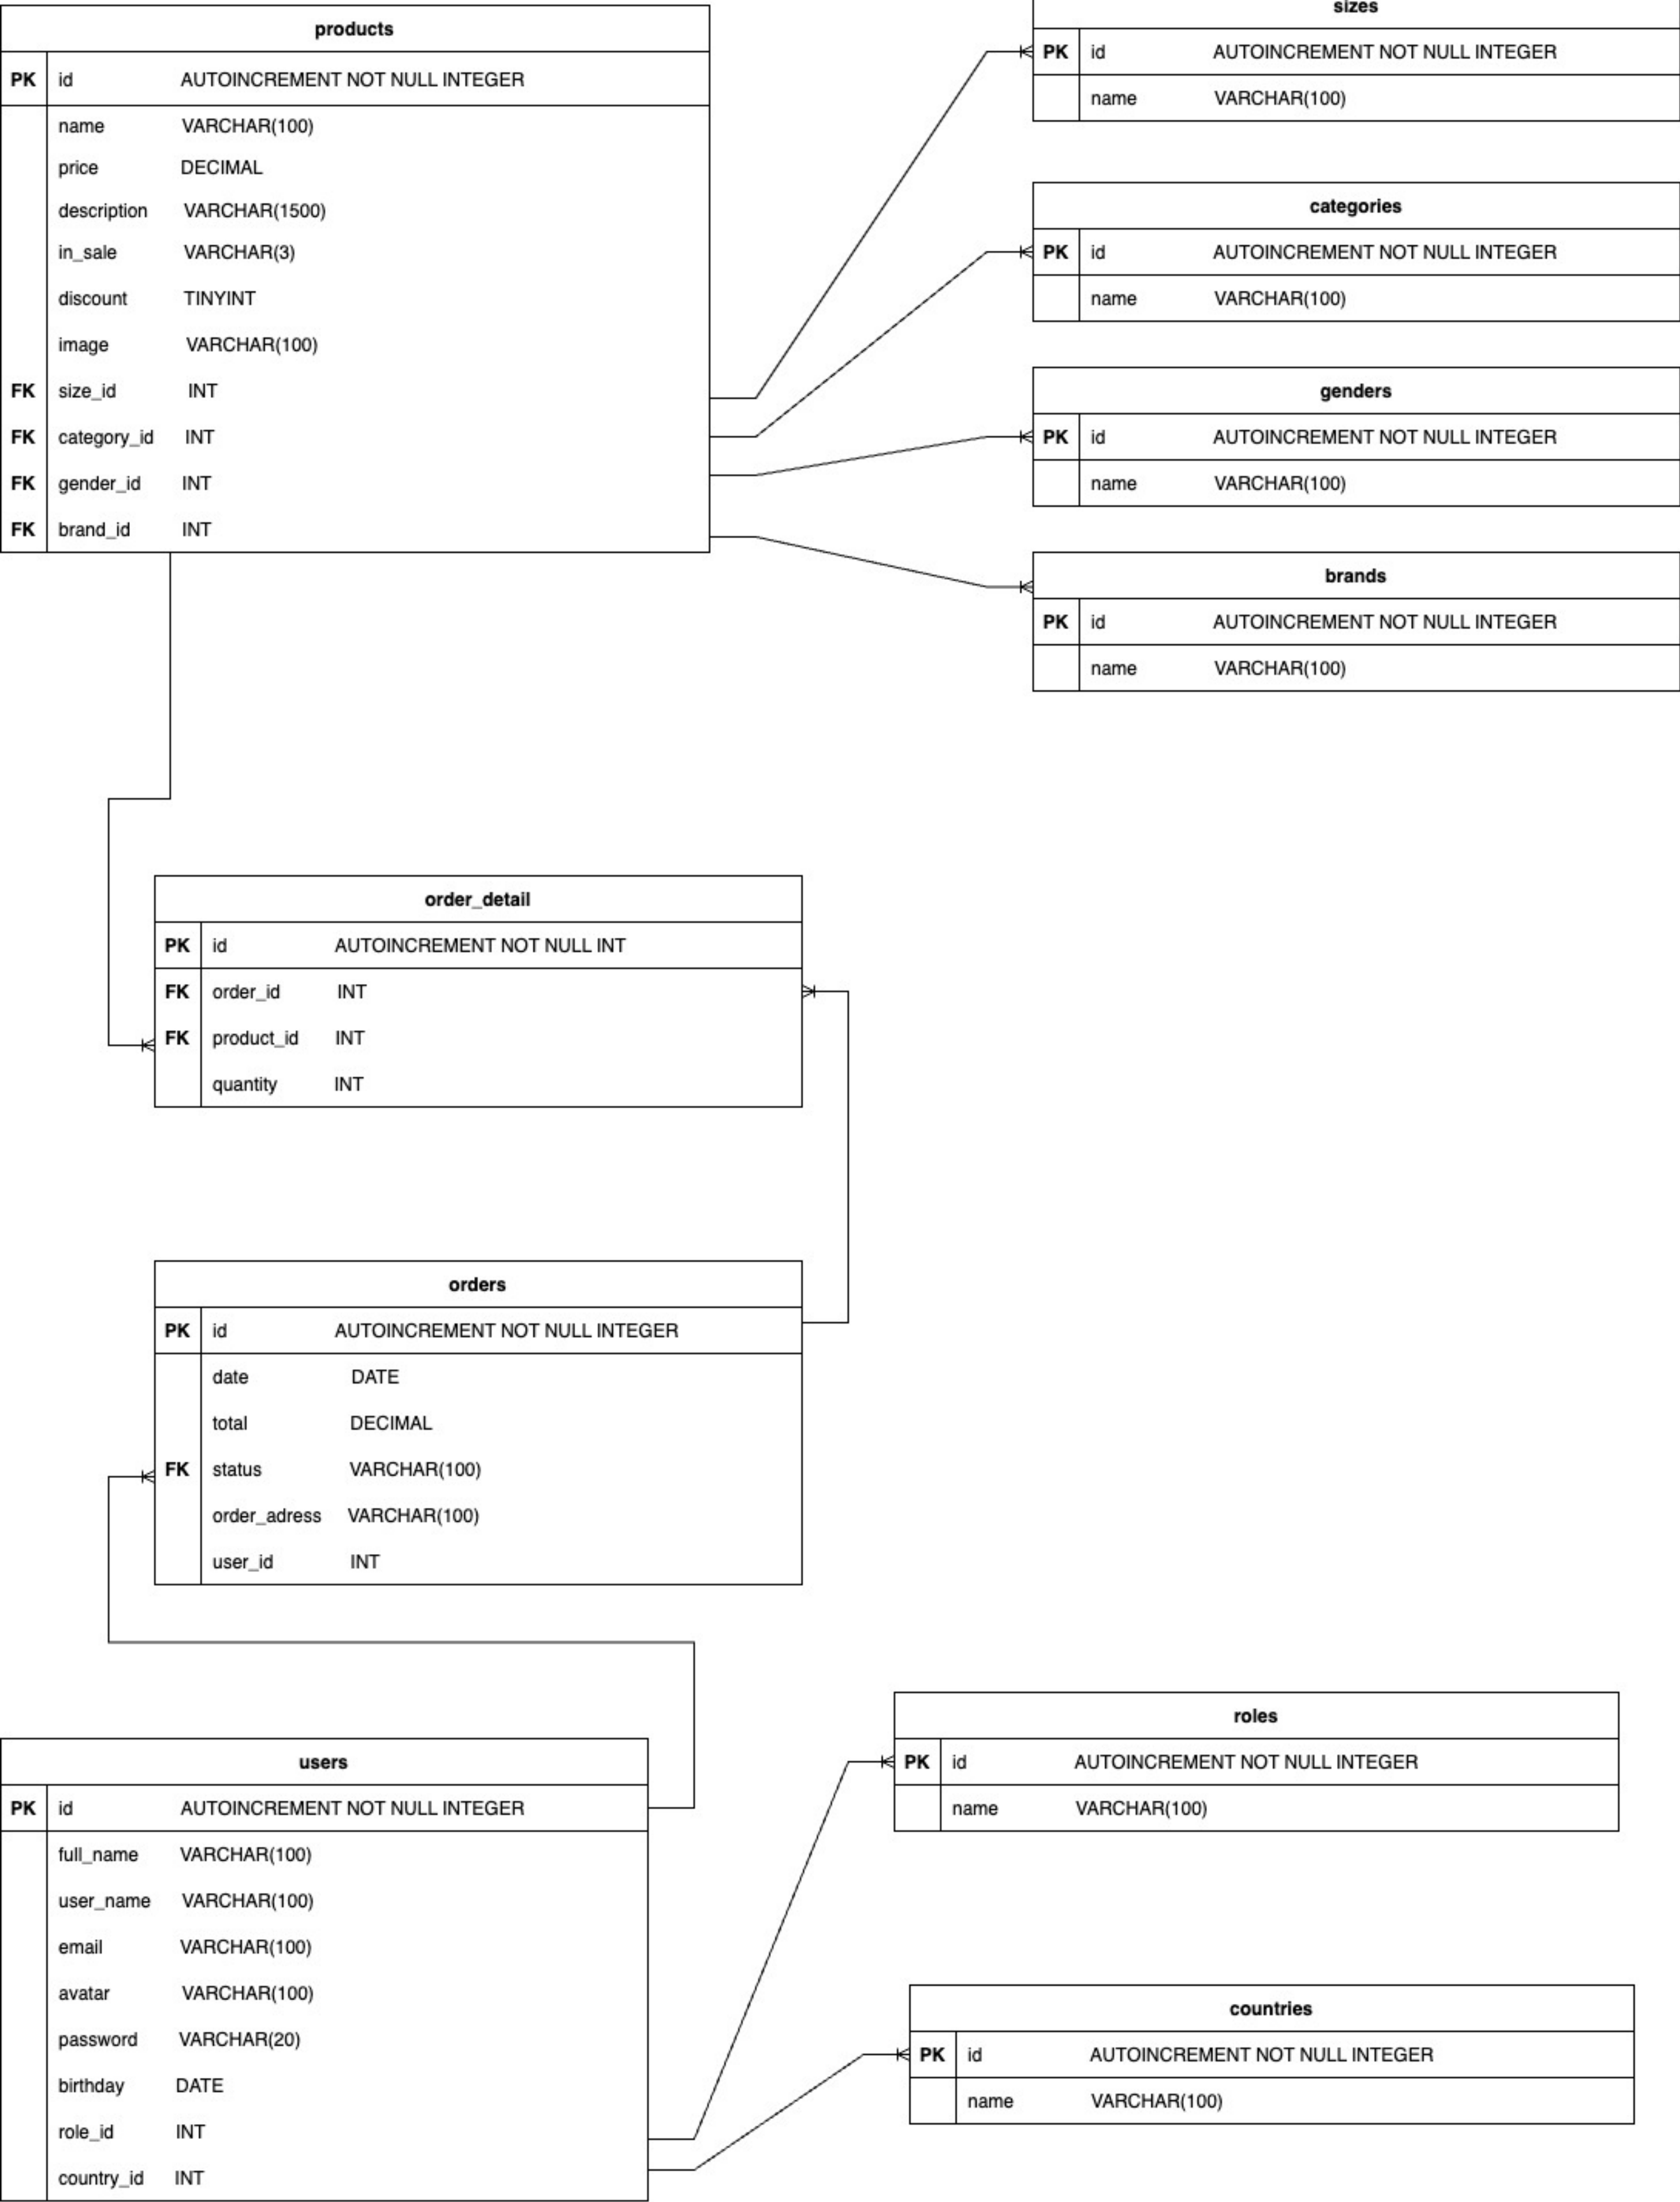 products
PK id AUTOINCREMENT NOT NULL INTEGER
name VARCHAR(100)
price DECIMAL
description VARCHAR(1500)
in_sale VARCHAR(3)
discount TINYINT
image VARCHAR(100)
FK size_id INT
FK category_id INT
FK gender_id INT
FK brand_id INT
sizes
PK id AUTOINCREMENT NOT NULL INTEGER
name VARCHAR(100)
categories
PK id AUTOINCREMENT NOT NULL INTEGER
name VARCHAR(100)
genders
PK id AUTOINCREMENT NOT NULL INTEGER
name VARCHAR(100)
brands
PK id AUTOINCREMENT NOT NULL INTEGER
name VARCHAR(100)
order_detail
PK id AUTOINCREMENT NOT NULL INT
FK order_id INT
FK product_id INT
quantity INT
orders
PK id AUTOINCREMENT NOT NULL INTEGER
date DATE
total DECIMAL
FK status VARCHAR(100)
order_adress VARCHAR(100)
user_id INT
users
PK id AUTOINCREMENT NOT NULL INTEGER
full_name VARCHAR(100)
user_name VARCHAR(100)
email VARCHAR(100)
avatar VARCHAR(100)
password VARCHAR(20)
birthday DATE
role_id INT
country_id INT
roles
PK id AUTOINCREMENT NOT NULL INTEGER
name VARCHAR(100)
countries
PK id AUTOINCREMENT NOT NULL INTEGER
name VARCHAR(100)